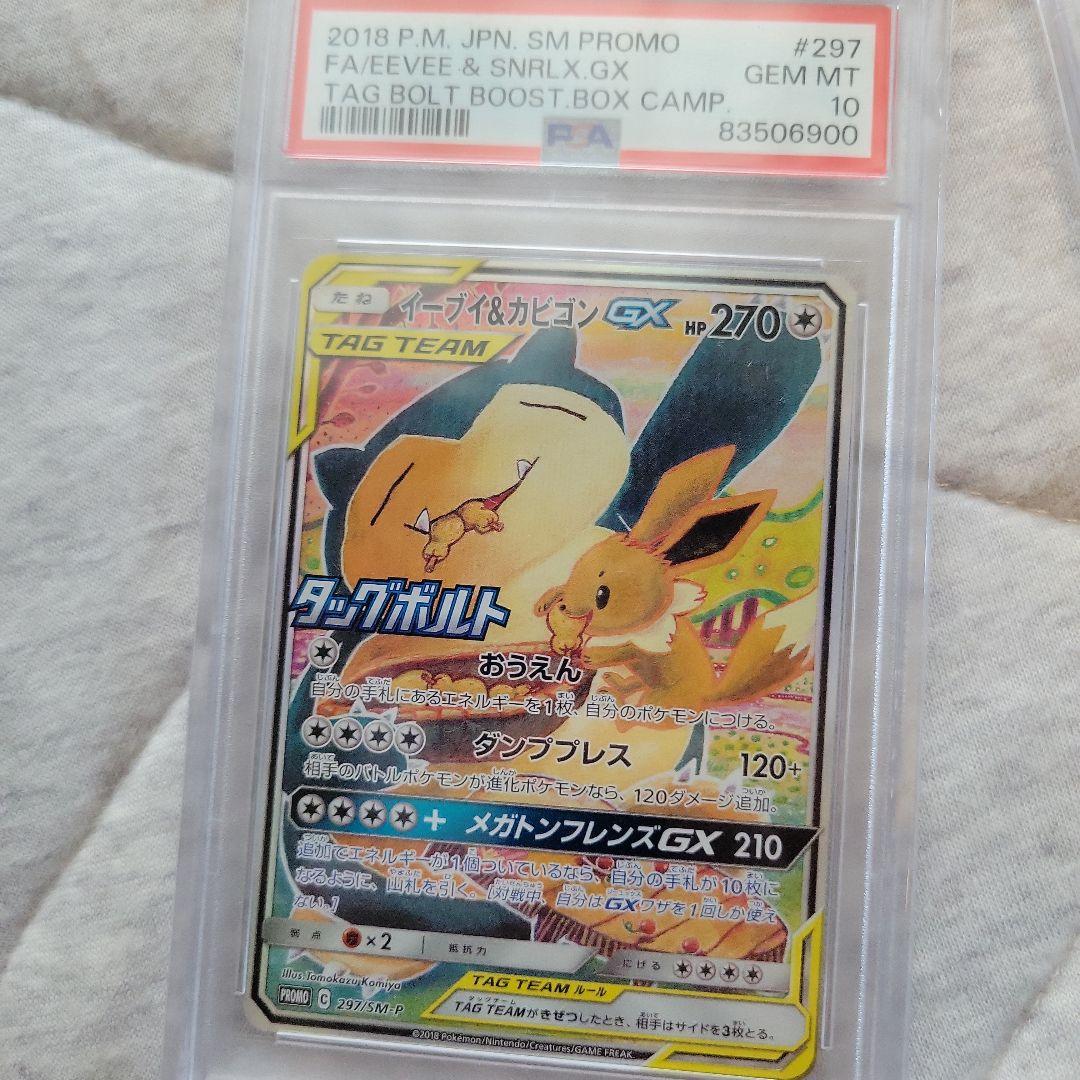 2018 P.M. JPN. SM PROMO #297
FA/EEVEE & SNRLX.GX GEM MT
TAG BOLT BOOST.BOX CAMP. 10
PSA 83506900
たね イーブイ&カビゴンGX HP270
TAG TEAM
タッグボルト
おうえん
自分の手札にあるエネルギーを1枚、自分のポケモンにつける。
ダンププレス 120+
相手のバトルポケモンが進化ポケモンなら、120ダメージ追加。
+ メガトンフレンズGX 210
追加でエネルギーが1個ついているなら、自分の手札が10枚に
なるように、山札を引く。[対戦中、自分はGXワザを1回しか使え
ない。]
弱点 ×2 抵抗力 にげる
Illus.Tomokazu Komiya
PROMO C 297/SM-P
TAG TEAM ルール
TAG TEAMがきぜつしたとき、相手はサイドを3枚とる。
©2018 Pokémon/Nintendo/Creatures/GAME FREAK.